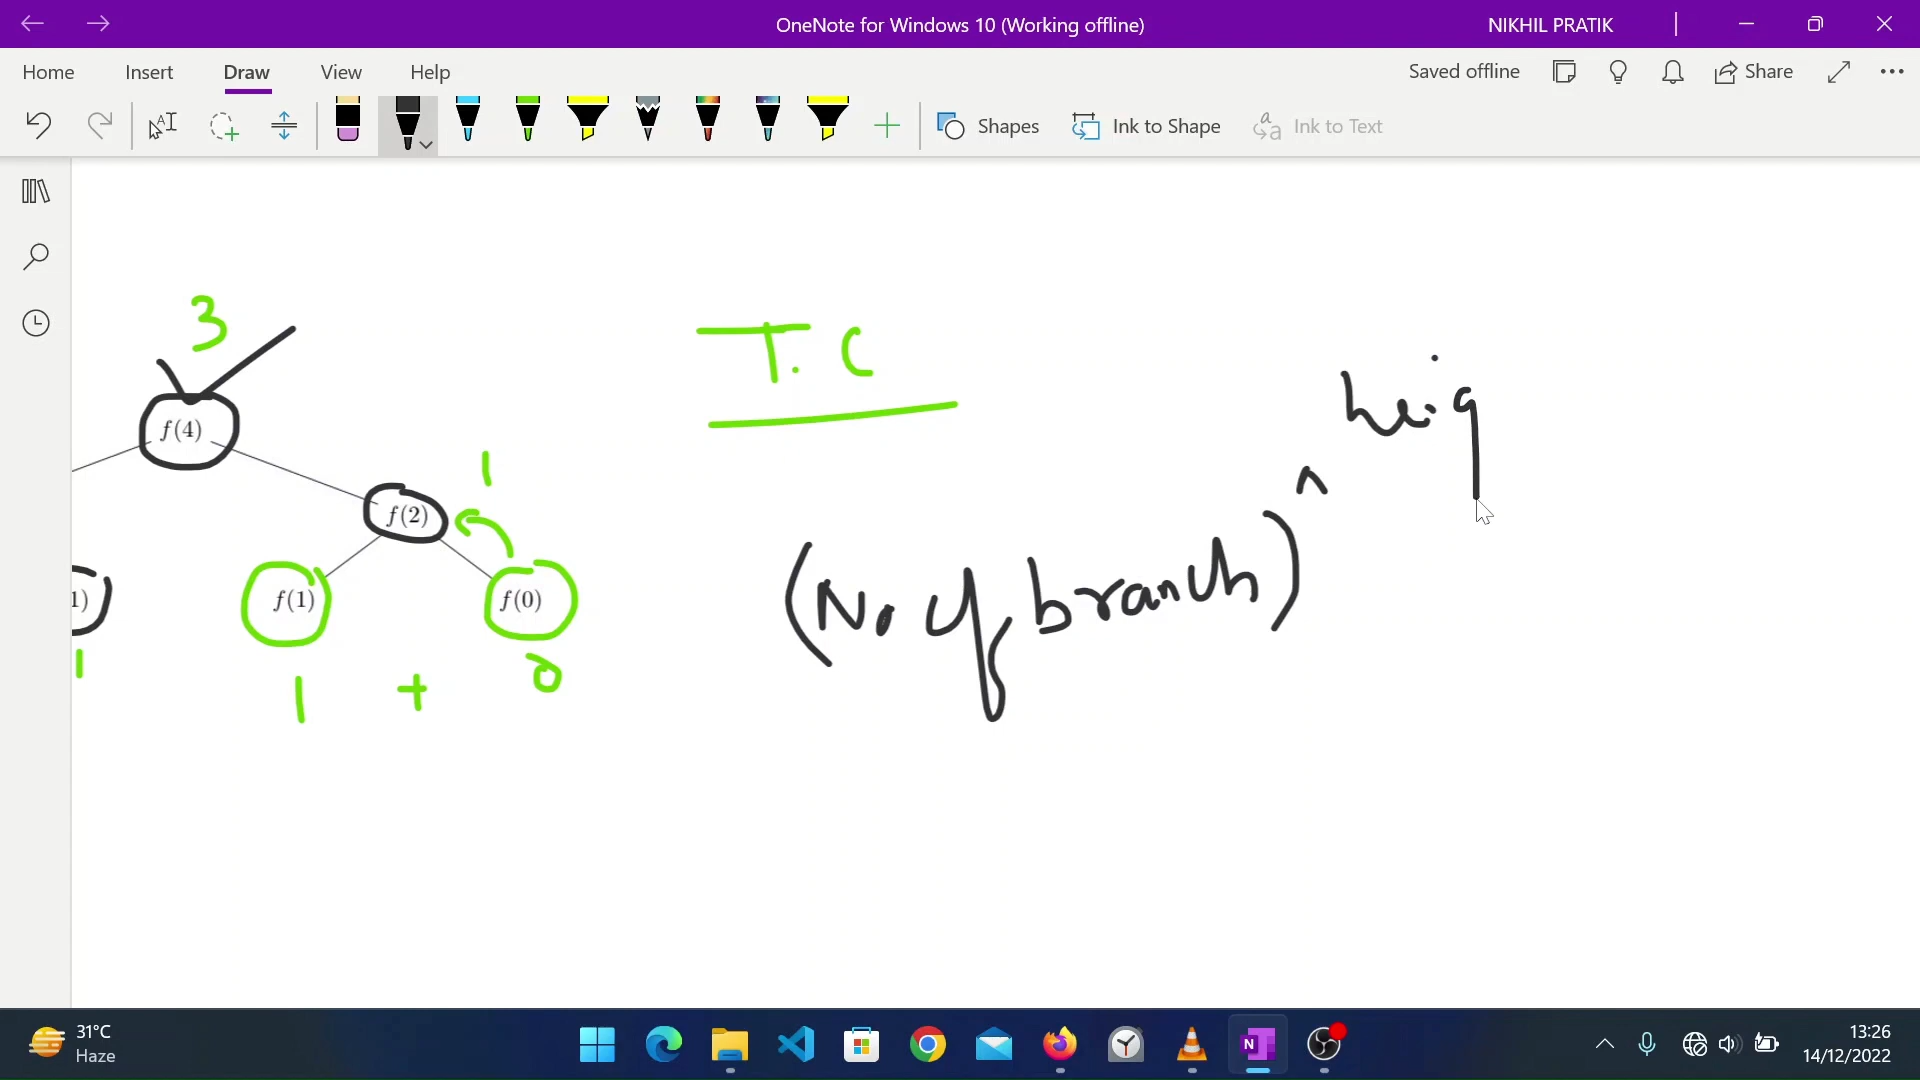 OneNote for Windows 10 (Working offline)
NIKHIL PRATIK
Home Insert Draw View Help
Saved offline Share
Shapes Ink to Shape Ink to Text
3
T. C
f(4)
heig
1
^
f(2)
(No of branch)
1) f(1) f(0)
1 1 + 0
31°C
Haze
13:26
14/12/2022